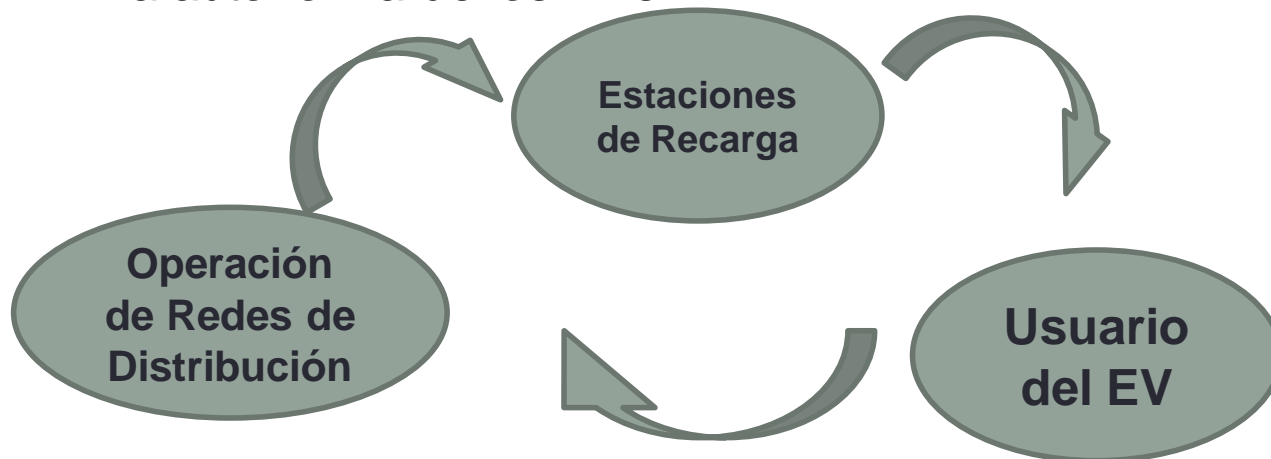 Estaciones
de Recarga
Operación
de Redes de
Distribución
Usuario
del EV